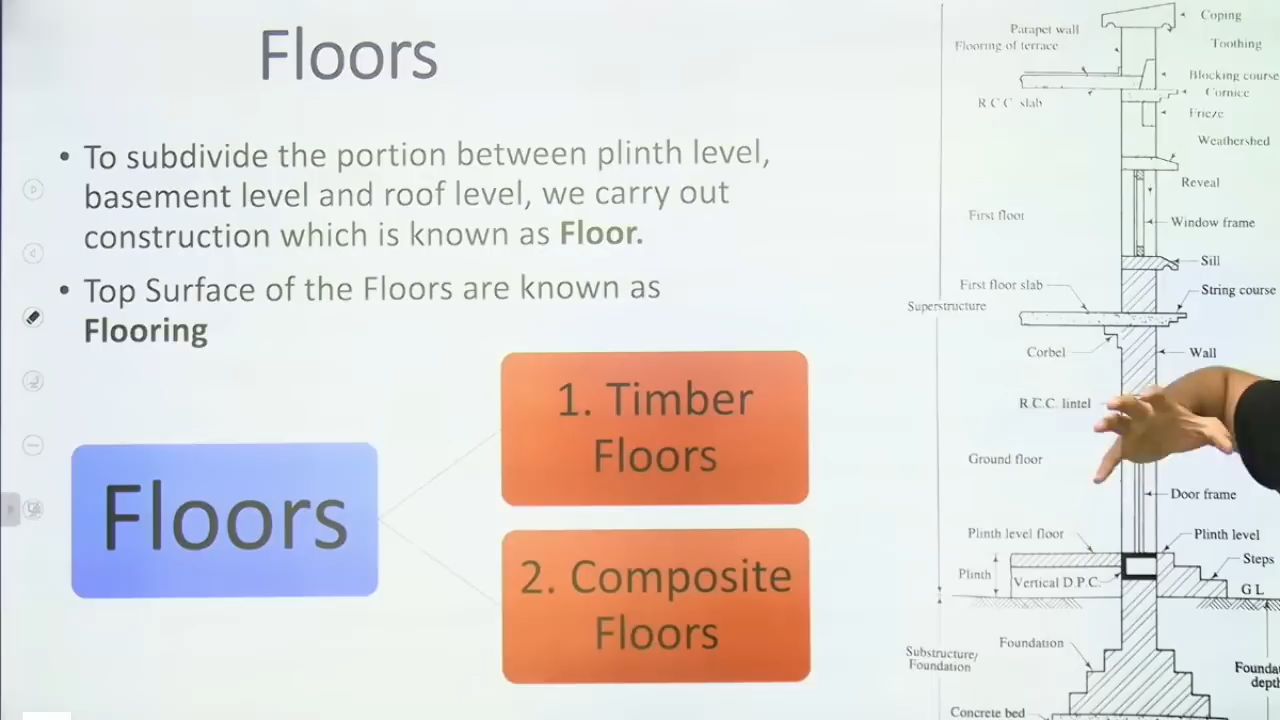 Floors
• To subdivide the portion between plinth level,
basement level and roof level, we carry out
construction which is known as Floor.
• Top Surface of the Floors are known as
Flooring
Floors
1. Timber
Floors
2. Composite
Floors
Coping
Parapet wall
Flooring of terrace
Toothing
Blocking course
Cornice
R.C.C. slab
Frieze
Weathershed
Reveal
First floor
Window frame
Sill
First floor slab
String course
Superstructure
Corbel
Wall
R.C.C. lintel
Ground floor
Door frame
Plinth level floor
Plinth level
Steps
Plinth
Vertical D.P.C.
G L
Foundation
Substructure/
Foundation
depth
Concrete bed